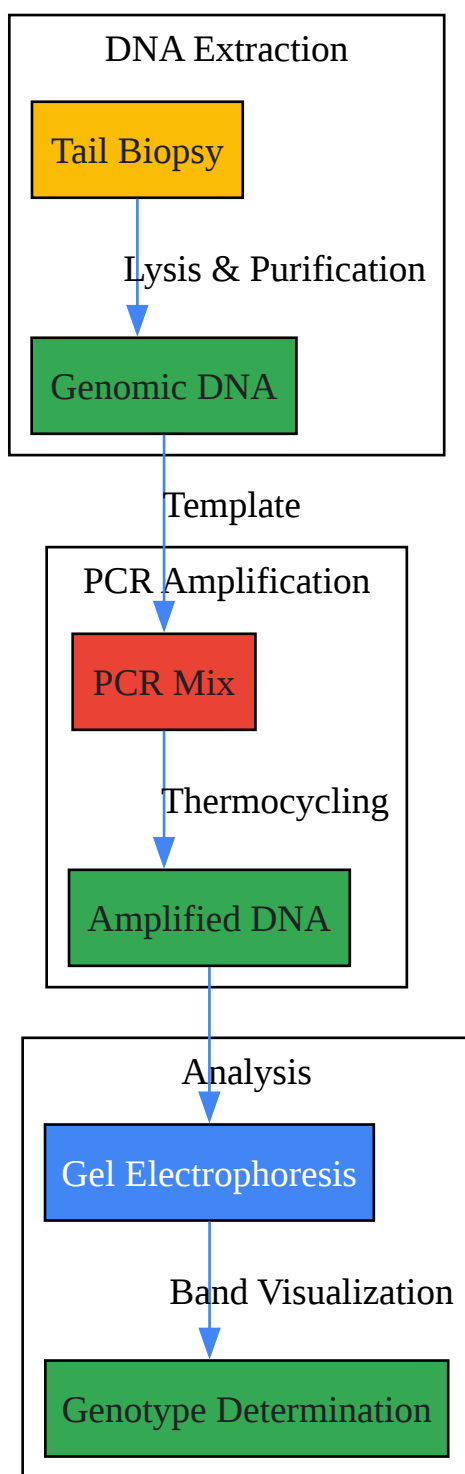 DNA Extraction
Tail Biopsy
Lysis & Purification
Genomic DNA
Template
PCR Amplification
PCR Mix
Thermocycling
Amplified DNA
Analysis
Gel Electrophoresis
Band Visualization
Genotype Determination